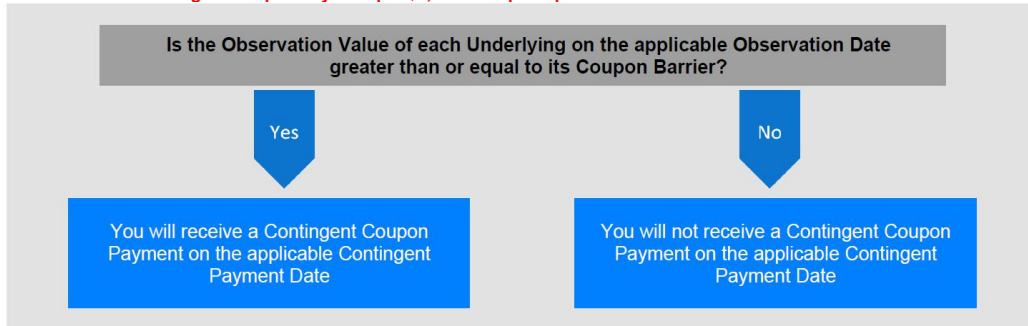 Is the Observation Value of each Underlying on the applicable Observation Date
greater than or equal to its Coupon Barrier?
Yes
No
You will receive a Contingent Coupon
Payment on the applicable Contingent
Payment Date
You will not receive a Contingent Coupon
Payment on the applicable Contingent
Payment Date